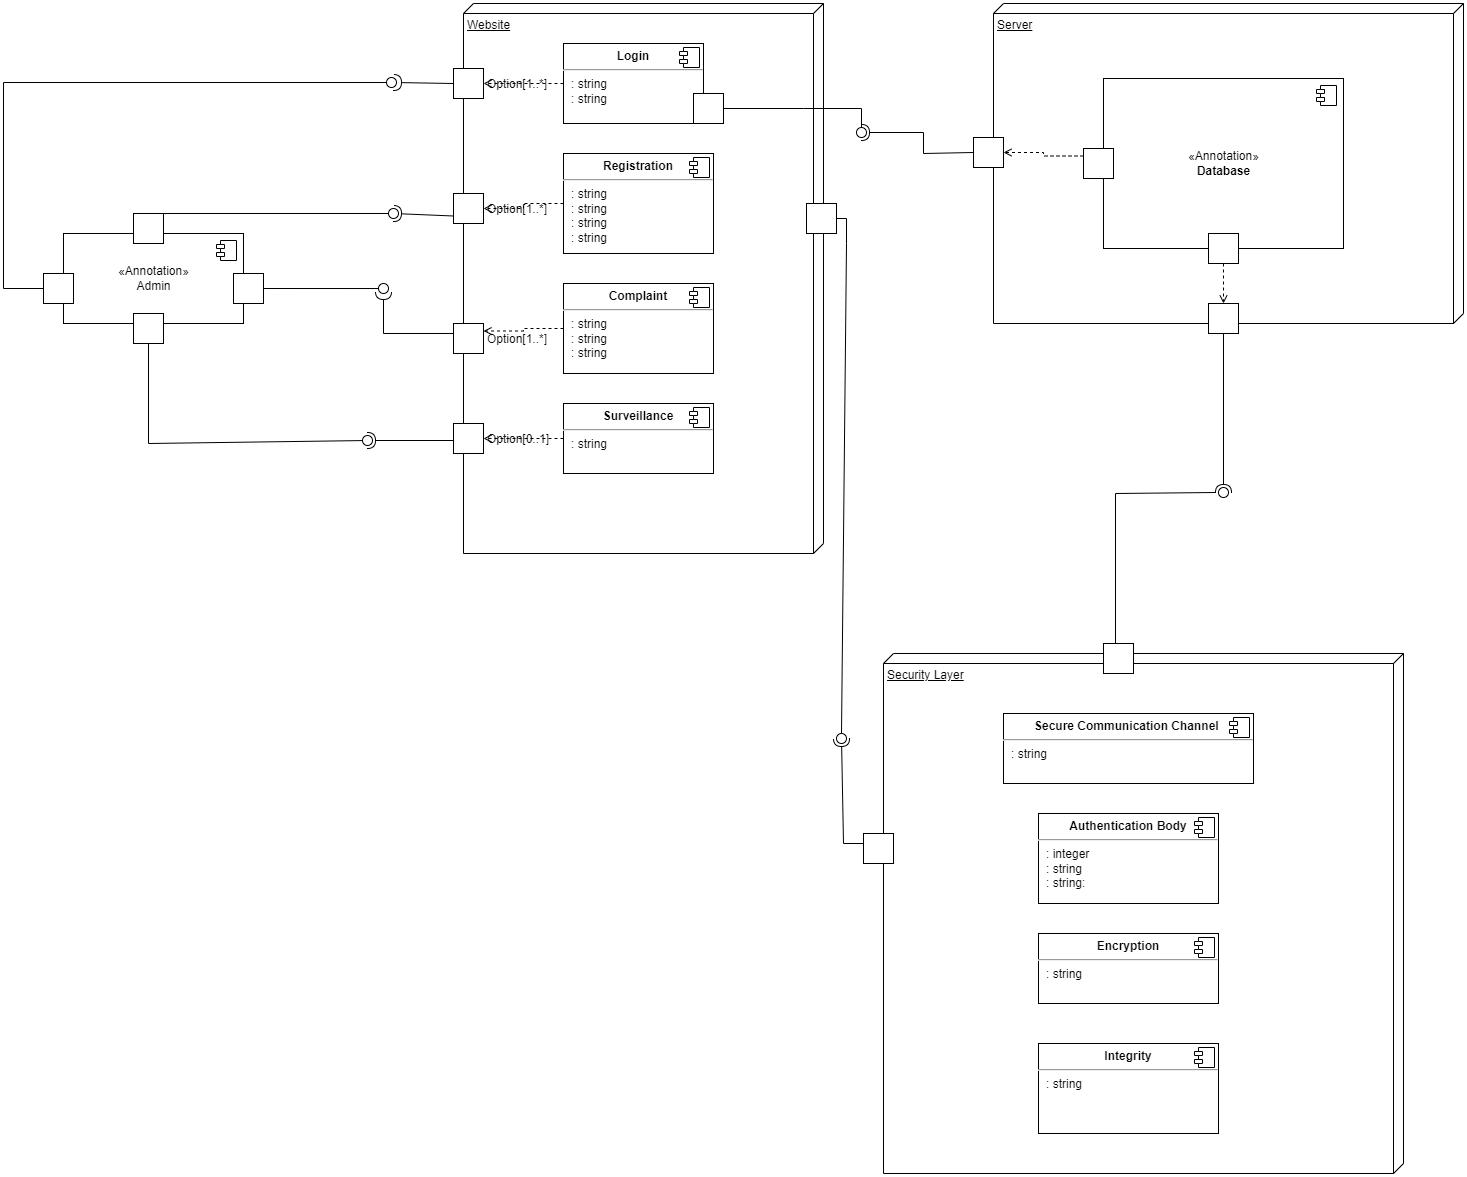 Website
Login
Option[1..*]
: string
: string
Registration
Option[1..*]
: string
: string
: string
: string
Complaint
Option[1..*]
: string
: string
: string
Surveillance
Option[0..1]
: string
«Annotation»
Admin
Server
«Annotation»
Database
Security Layer
Secure Communication Channel
: string
Authentication Body
: integer
: string
: string:
Encryption
: string
Integrity
: string